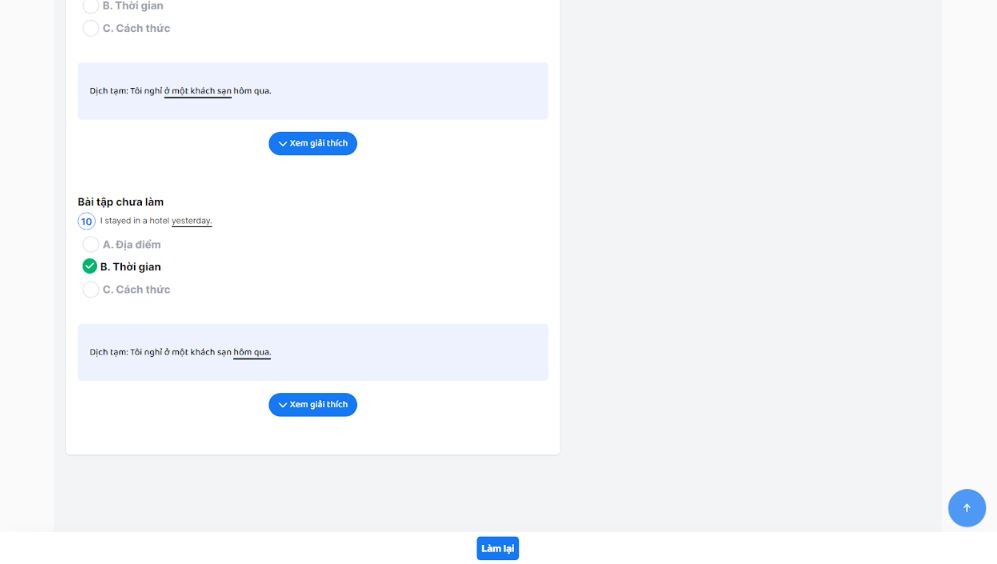 B. Thời gian
C. Cách thức
Dịch tạm: Tôi nghỉ ở một khách sạn hôm qua.
Xem giải thích
Bài tập chưa làm
10 I stayed in a hotel yesterday.
A. Địa điểm
B. Thời gian
C. Cách thức
Dịch tạm: Tôi nghỉ ở một khách sạn hôm qua.
Xem giải thích
Làm lại